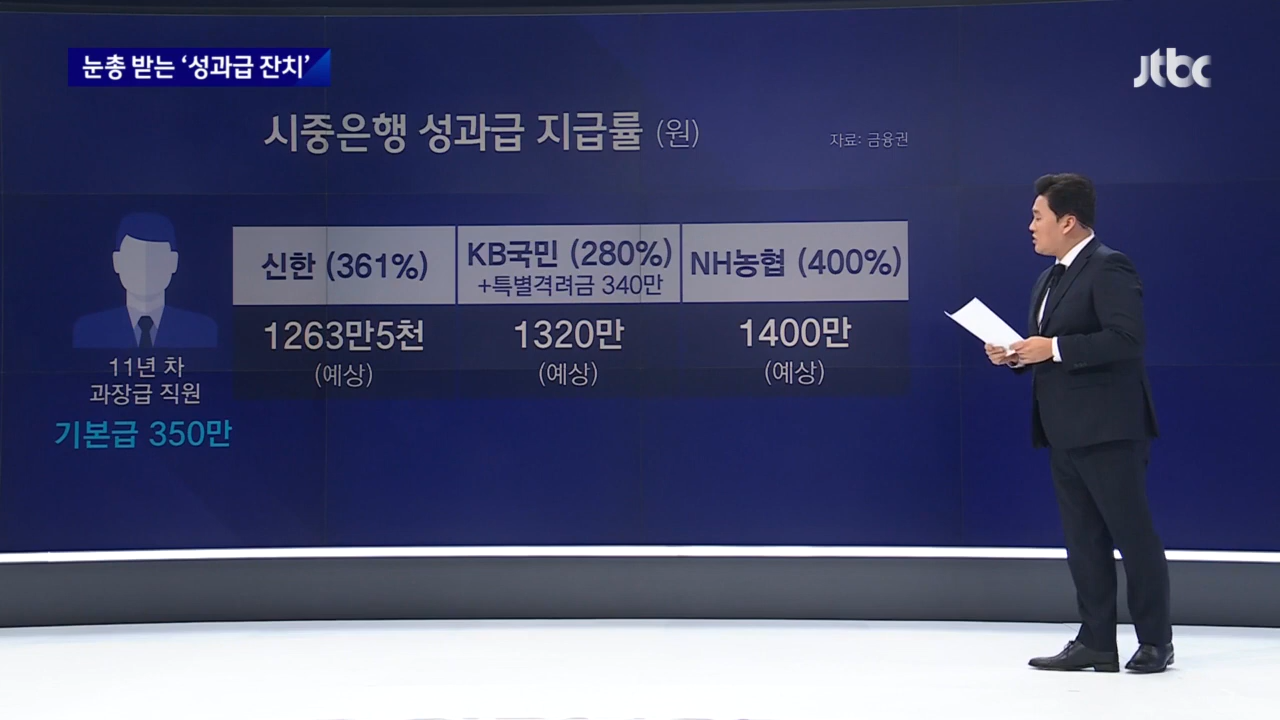 눈총 받는 '성과급 잔치'
jtbc
시중은행 성과급 지급률 (원)
자료: 금융권
신한 (361%)
KB국민 (280%)
+특별격려금 340만
NH농협 (400%)
1263만5천
(예상)
1320만
(예상)
1400만
(예상)
11년 차
과장급 직원
기본급 350만